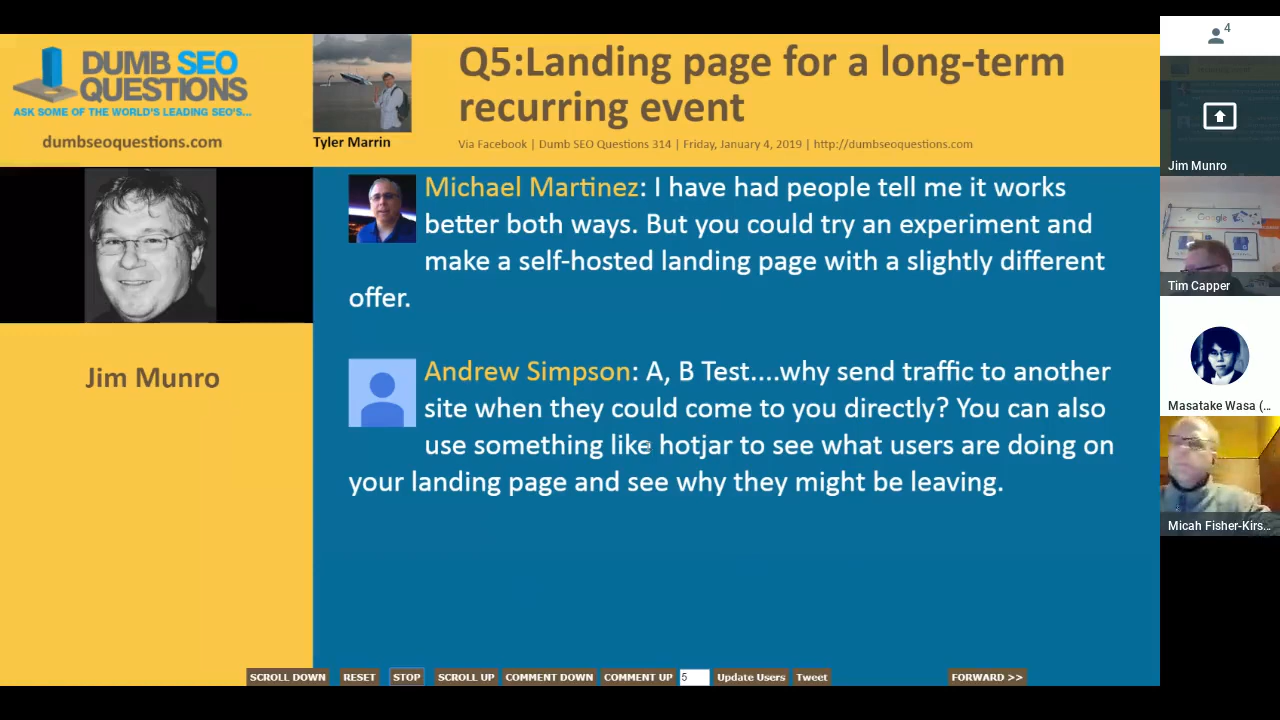 DUMB SEO
QUESTIONS
ASK SOME OF THE WORLD'S LEADING SEO'S...
dumbseoquestions.com
Tyler Marrin
Q5:Landing page for a long-term
recurring event
Via Facebook | Dumb SEO Questions 314 | Friday, January 4, 2019 | http://dumbseoquestions.com
Jim Munro
Michael Martinez: I have had people tell me it works
better both ways. But you could try an experiment and
make a self-hosted landing page with a slightly different
offer.
Andrew Simpson: A, B Test....why send traffic to another
site when they could come to you directly? You can also
use something like hotjar to see what users are doing on
your landing page and see why they might be leaving.
SCROLL DOWN RESET STOP SCROLL UP COMMENT DOWN COMMENT UP 5 Update Users Tweet FORWARD >>
4
Jim Munro
Google
Tim Capper
Masatake Wasa (...
Micah Fisher-Kirs...